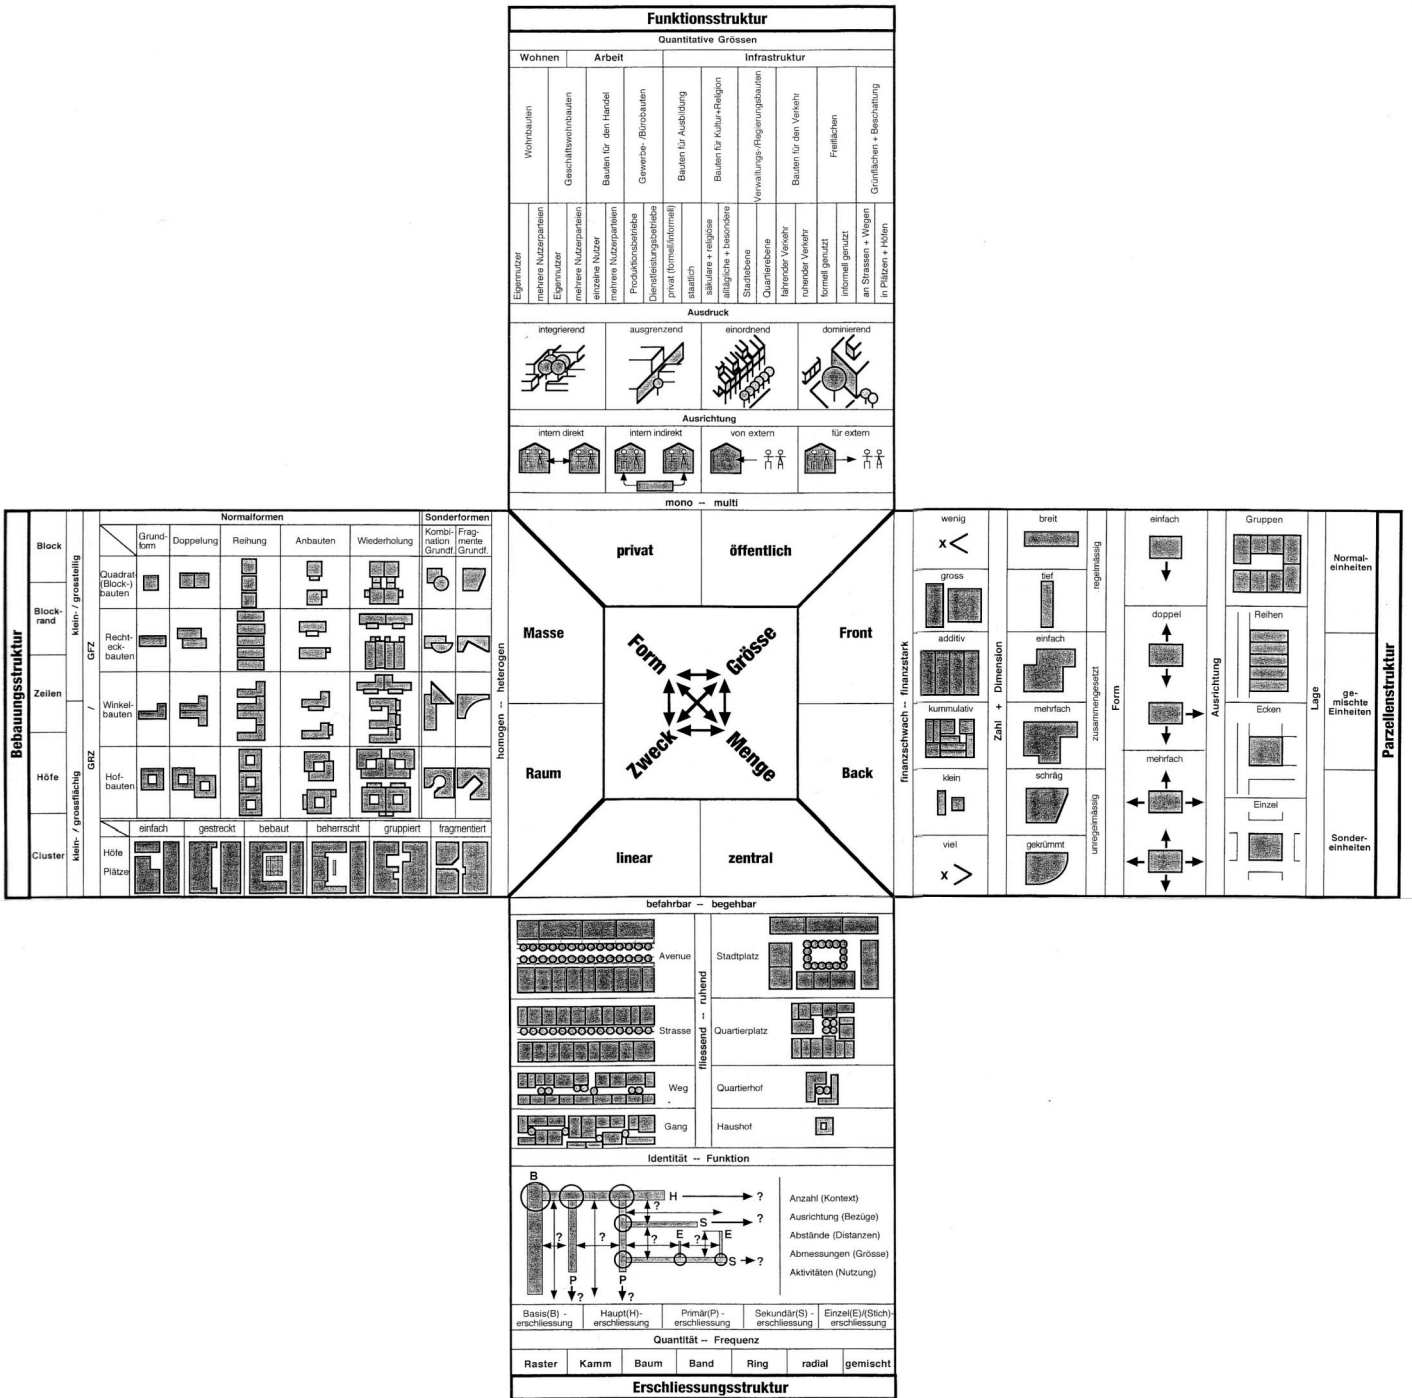 Funktionsstruktur
Quantitative Grössen
Wohnen Arbeit Infrastruktur
Wohnbauten
Geschäftswohnbauten
Bauten für den Handel
Gewerbe- /Bürobauten
Bauten für Ausbildung
Bauten für Kultur+Religion
Verwaltungs-/Regierungsbauten
Bauten für den Verkehr
Freiflächen
Grünflächen + Beschattung
Eigennutzer
mehrere Nutzerparteien
Eigennutzer
mehrere Nutzerparteien
einzelne Nutzer
mehrere Nutzerparteien
Produktionsbetriebe
Dienstleistungsbetriebe
privat (formell/informell)
staatlich
säkulare + religiöse
alltägliche + besondere
Stadtebene
Quartierebene
fahrender Verkehr
ruhender Verkehr
formell genutzt
informell genutzt
an Strassen + Wegen
in Plätzen + Höfen
Ausdruck
integrierend ausgrenzend einordnend dominierend
Ausrichtung
intern direkt intern indirekt von extern für extern
mono -- multi
Bebauungsstruktur
Block
Block-
rand
Zeilen
Höfe
Cluster
klein- / grossteilig
klein- / grossflächig
GFZ
/
GRZ
Normalformen Sonderformen
Grund-
form
Doppelung
Reihung
Anbauten
Wiederholung
Kombi-
nation
Grundf.
Frag-
mente
Grundf.
Quadrat
(Block-)
bauten
Recht-
eck-
bauten
Winkel-
bauten
Hof-
bauten
einfach gestreckt bebaut beherrscht gruppiert fragmentiert
Höfe
Plätze
homogen -- heterogen
privat öffentlich
Masse Front
Form Grösse
Zweck Menge
Raum Back
linear zentral
finanzschwach -- finanzstark
wenig
x <
gross
additiv
kummulativ
klein
viel
x >
Zahl + Dimension
breit
tief
einfach
mehrfach
schräg
gekrümmt
regelmässig
zusammengesetzt
unregelmässig
Form
einfach
doppel
mehrfach
Ausrichtung
Gruppen
Reihen
Ecken
Einzel
Lage
Normal-
einheiten
ge-
mischte
Einheiten
Sonder-
einheiten
Parzellenstruktur
befahrbar -- begehbar
Avenue
Strasse
Weg
Gang
fliessend -- ruhend
Stadtplatz
Quartierplatz
Quartierhof
Haushof
Identität -- Funktion
B
H ?
?
S ?
? ? ? E ? E
S ?
P P
? ?
Anzahl (Kontext)
Ausrichtung (Bezüge)
Abstände (Distanzen)
Abmessungen (Grösse)
Aktivitäten (Nutzung)
Basis(B) -
erschliessung
Haupt(H)-
erschliessung
Primär(P) -
erschliessung
Sekundär(S) -
erschliessung
Einzel(E)/(Stich)-
erschliessung
Quantität -- Frequenz
Raster Kamm Baum Band Ring radial gemischt
Erschliessungsstruktur